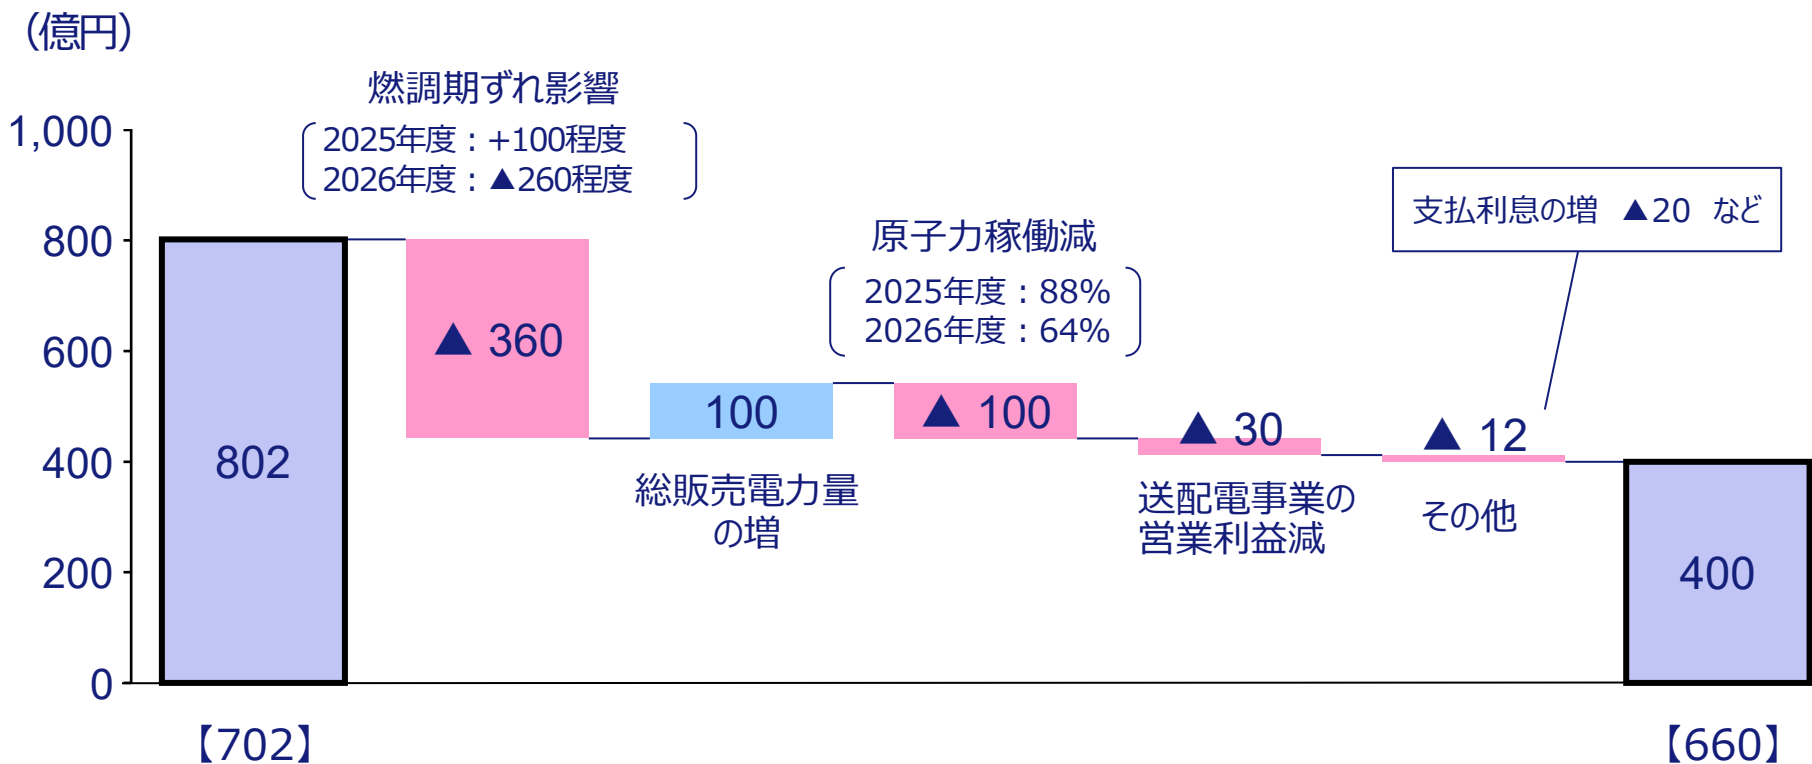 (億円)
燃調期ずれ影響
2025年度：+100程度
2026年度：▲260程度
1,000
800
600
400
200
0
支払利息の増 ▲20 など
原子力稼働減
2025年度：88%
2026年度：64%
802
▲ 360
100
▲ 100
▲ 30
▲ 12
400
総販売電力量
の増
送配電事業の
営業利益減
その他
【702】
【660】